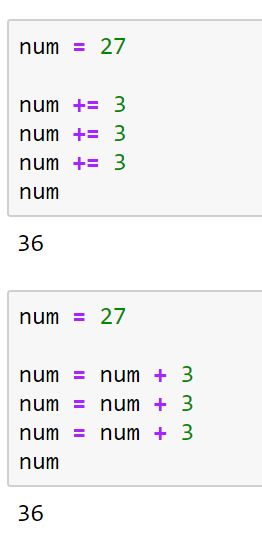 num = 27
num += 3
num += 3
num += 3
num
36
num = 27
num = num + 3
num = num + 3
num = num + 3
num
36